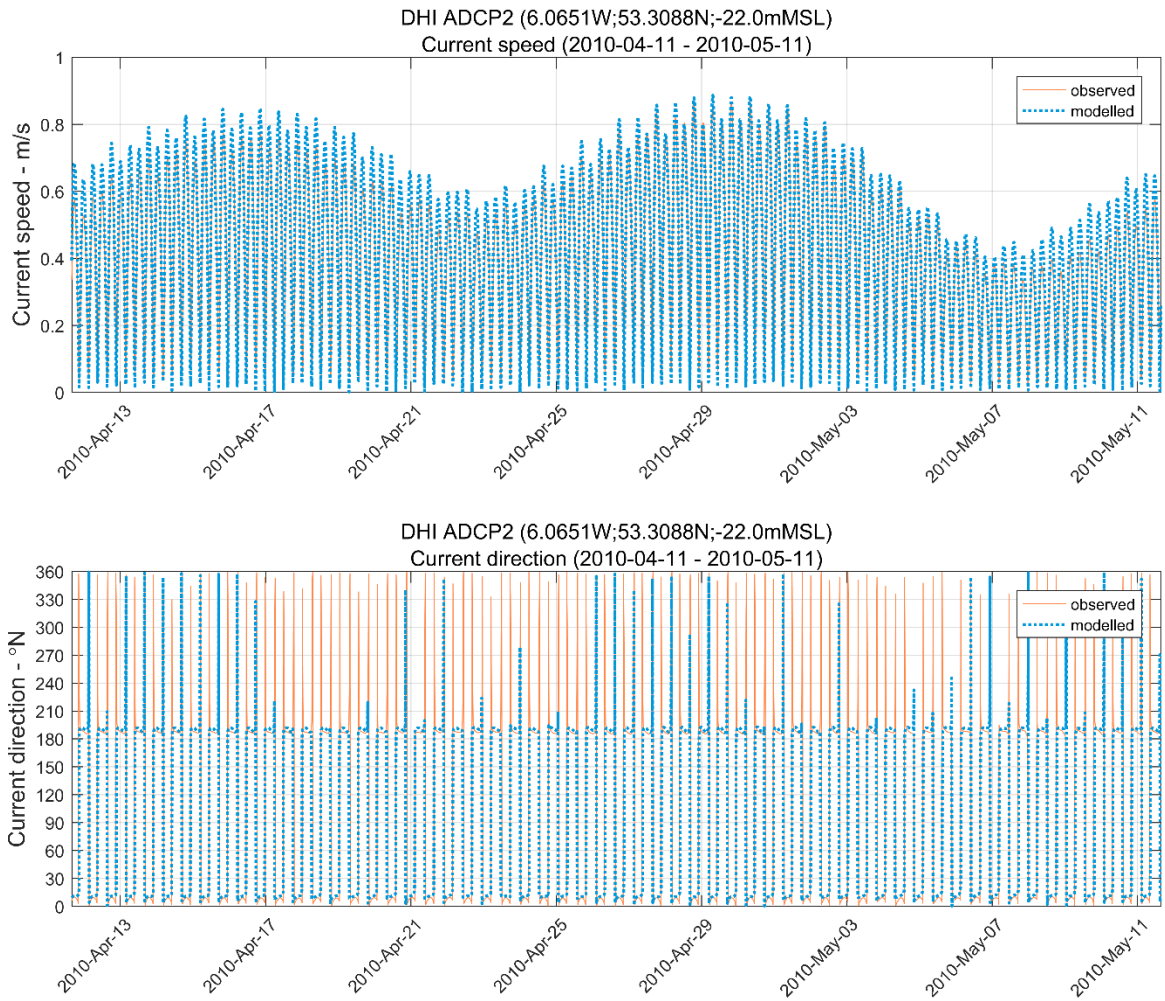 DHI ADCP2 (6.0651W;53.3088N;-22.0mMSL)
Current speed (2010-04-11 - 2010-05-11)
Current speed - m/s
1
0.8
0.6
0.4
0.2
0
observed
modelled
2010-Apr-13
2010-Apr-17
2010-Apr-21
2010-Apr-25
2010-Apr-29
2010-May-03
2010-May-07
2010-May-11
DHI ADCP2 (6.0651W;53.3088N;-22.0mMSL)
Current direction (2010-04-11 - 2010-05-11)
Current direction - °N
360
330
300
270
240
210
180
150
120
90
60
30
0
observed
modelled
2010-Apr-13
2010-Apr-17
2010-Apr-21
2010-Apr-25
2010-Apr-29
2010-May-03
2010-May-07
2010-May-11